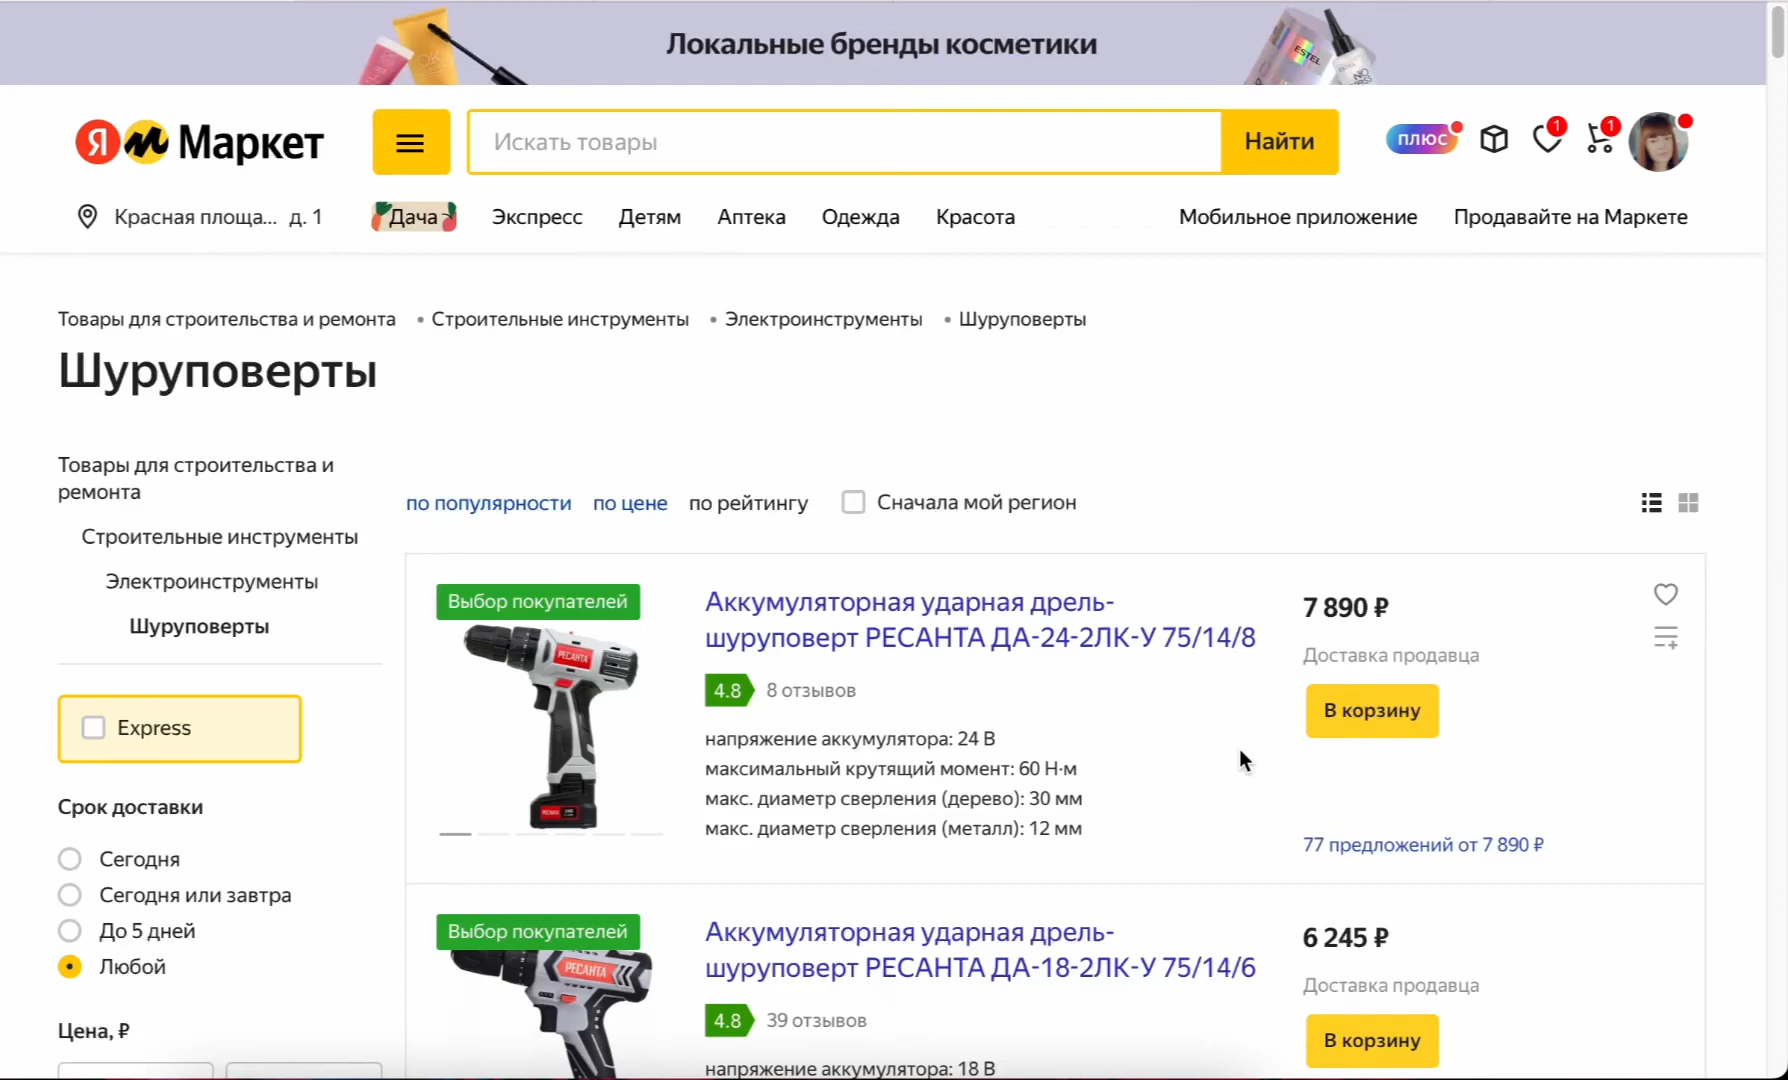 Локальные бренды косметики
ESTEL
Я Маркет
Искать товары
Найти
плюс
1
1
Красная площа... д. 1
Дача
Экспресс
Детям
Аптека
Одежда
Красота
Мобильное приложение
Продавайте на Маркете
Товары для строительства и ремонта • Строительные инструменты • Электроинструменты • Шуруповерты
Шуруповерты
Товары для строительства и
ремонта
Строительные инструменты
Электроинструменты
Шуруповерты
Express
Срок доставки
Сегодня
Сегодня или завтра
До 5 дней
Любой
Цена, ₽
по популярности
по цене
по рейтингу
Сначала мой регион
Выбор покупателей
РЕСАНТА
Аккумуляторная ударная дрель-
шуруповерт РЕСАНТА ДА-24-2ЛК-У 75/14/8
4.8
8 отзывов
напряжение аккумулятора: 24 В
максимальный крутящий момент: 60 Н·м
макс. диаметр сверления (дерево): 30 мм
макс. диаметр сверления (металл): 12 мм
7 890 ₽
Доставка продавца
В корзину
77 предложений от 7 890 ₽
Выбор покупателей
РЕСАНТА
Аккумуляторная ударная дрель-
шуруповерт РЕСАНТА ДА-18-2ЛК-У 75/14/6
4.8
39 отзывов
напряжение аккумулятора: 18 В
6 245 ₽
Доставка продавца
В корзину